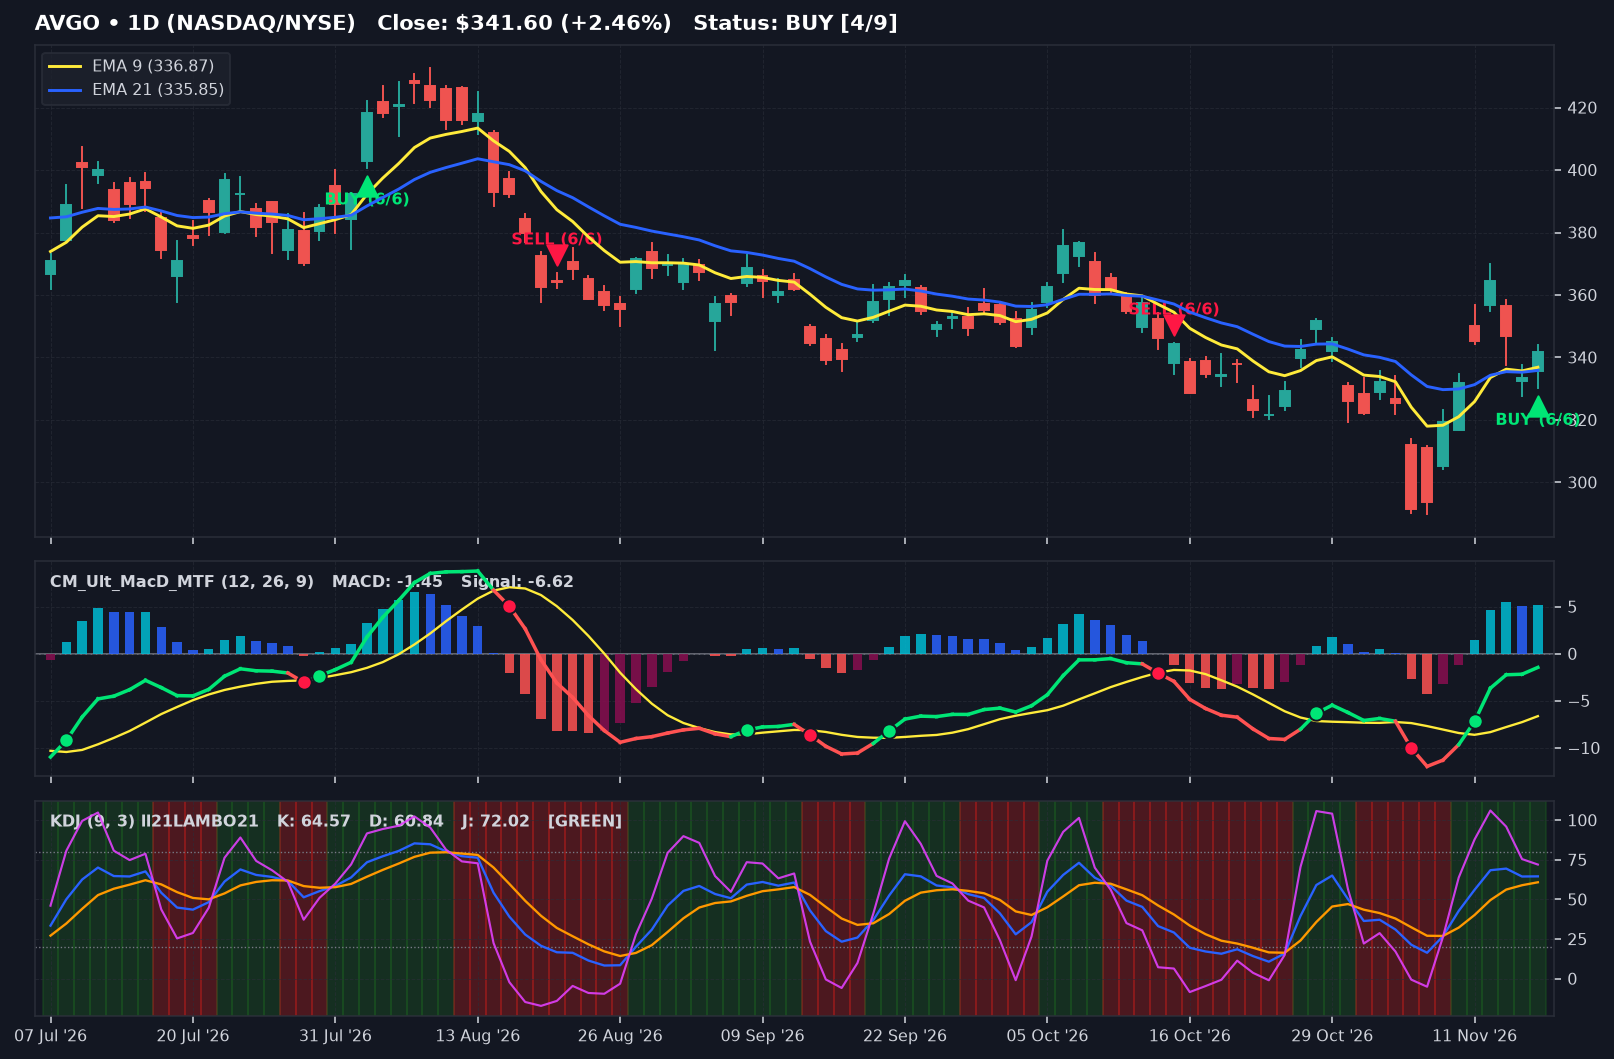 AVGO • 1D (NASDAQ/NYSE)   Close: $341.60 (+2.46%)   Status: BUY [4/9]
EMA 9 (336.87)
EMA 21 (335.85)
420
400
380
360
340
320
300
BUY (6/6)
SELL (6/6)
SELL (6/6)
BUY (6/6)
CM_Ult_MacD_MTF (12, 26, 9)   MACD: -1.45   Signal: -6.62
5
0
−5
−10
KDJ (9, 3) II21LAMBO21   K: 64.57   D: 60.84   J: 72.02   [GREEN]
100
75
50
25
0
07 Jul '26   20 Jul '26   31 Jul '26   13 Aug '26   26 Aug '26   09 Sep '26   22 Sep '26   05 Oct '26   16 Oct '26   29 Oct '26   11 Nov '26